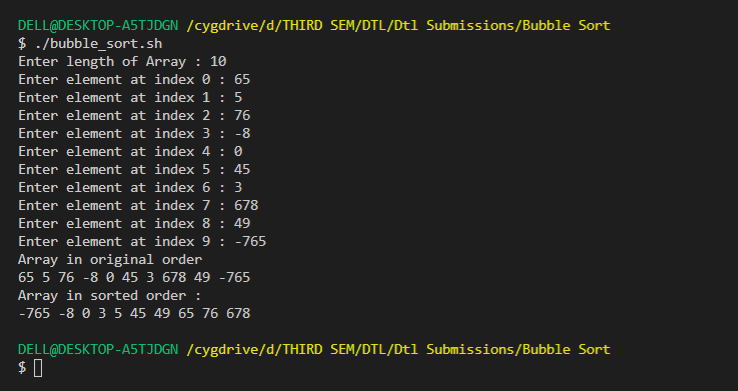 DELL@DESKTOP-A5TJDGN /cygdrive/d/THIRD SEM/DTL/Dtl Submissions/Bubble Sort
$ ./bubble_sort.sh
Enter length of Array : 10
Enter element at index 0 : 65
Enter element at index 1 : 5
Enter element at index 2 : 76
Enter element at index 3 : -8
Enter element at index 4 : 0
Enter element at index 5 : 45
Enter element at index 6 : 3
Enter element at index 7 : 678
Enter element at index 8 : 49
Enter element at index 9 : -765
Array in original order
65 5 76 -8 0 45 3 678 49 -765
Array in sorted order :
-765 -8 0 3 5 45 49 65 76 678
DELL@DESKTOP-A5TJDGN /cygdrive/d/THIRD SEM/DTL/Dtl Submissions/Bubble Sort
$